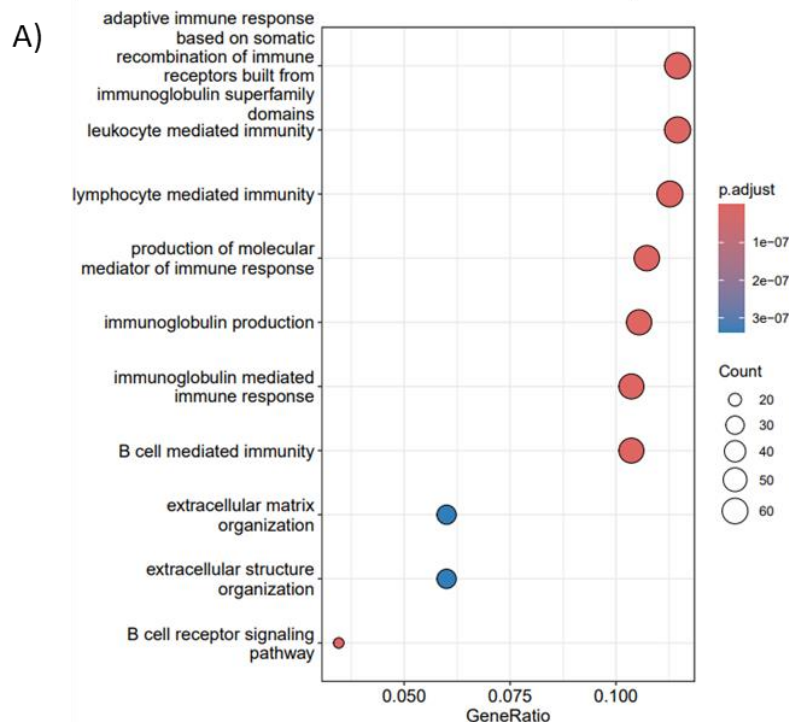 A)
adaptive immune response
based on somatic
recombination of immune
receptors built from
immunoglobulin superfamily
domains
leukocyte mediated immunity
lymphocyte mediated immunity
production of molecular
mediator of immune response
immunoglobulin production
immunoglobulin mediated
immune response
B cell mediated immunity
extracellular matrix
organization
extracellular structure
organization
B cell receptor signaling
pathway
0.050
0.075
0.100
GeneRatio
p.adjust
1e-07
2e-07
3e-07
Count
20
30
40
50
60